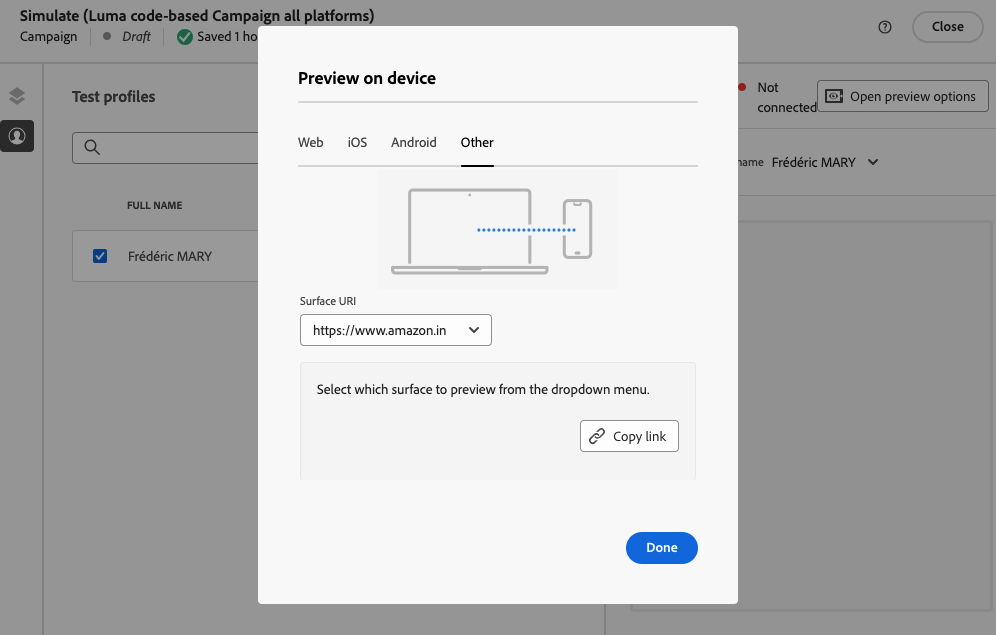 Simulate (Luma code-based Campaign all platforms)
Campaign
Draft
Saved 1 ho
Close
Test profiles
FULL NAME
Frédéric MARY
Not
connected
Open preview options
name
Frédéric MARY
Preview on device
Web
iOS
Android
Other
Surface URI
https://www.amazon.in
Select which surface to preview from the dropdown menu.
Copy link
Done